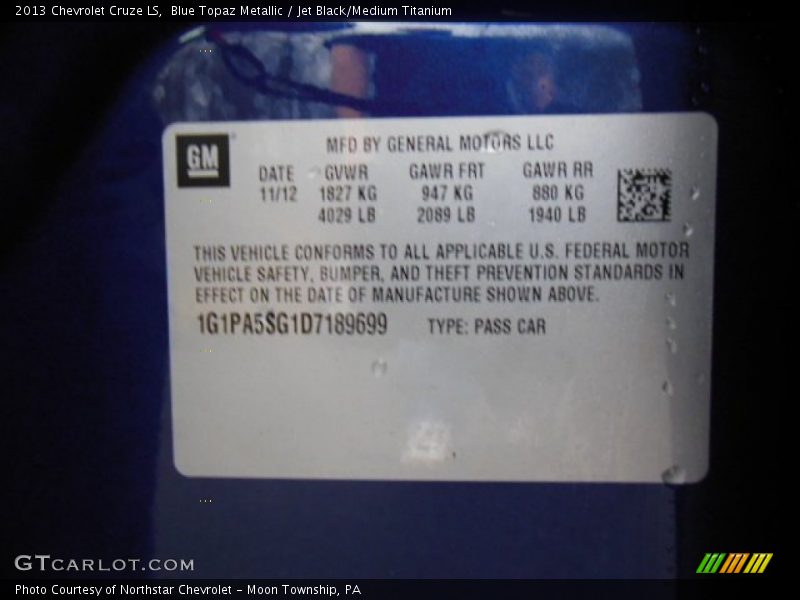 2013 Chevrolet Cruze LS, Blue Topaz Metallic / Jet Black/Medium Titanium
GM
MFD BY GENERAL MOTORS LLC
DATE GVWR GAWR FRT GAWR RR
11/12 1827 KG 947 KG 880 KG
4029 LB 2089 LB 1940 LB
THIS VEHICLE CONFORMS TO ALL APPLICABLE U.S. FEDERAL MOTOR
VEHICLE SAFETY, BUMPER, AND THEFT PREVENTION STANDARDS IN
EFFECT ON THE DATE OF MANUFACTURE SHOWN ABOVE.
1G1PA5SG1D7189699 TYPE: PASS CAR
GTCARLOT.COM
Photo Courtesy of Northstar Chevrolet - Moon Township, PA